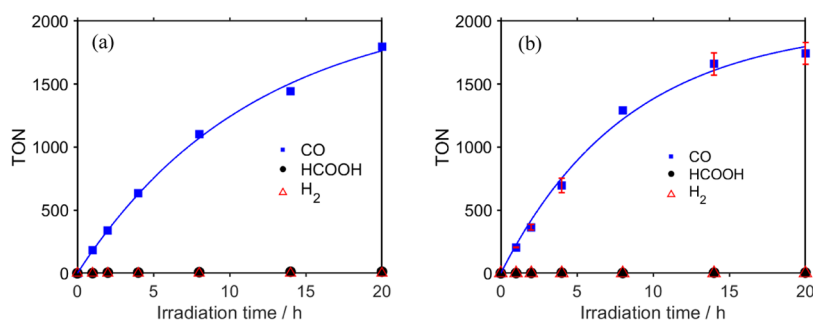 (a)
2000
1500
1000
500
0
TON
CO
HCOOH
H2
0 5 10 15 20
Irradiation time / h
(b)
2000
1500
1000
500
0
TON
CO
HCOOH
H2
0 5 10 15 20
Irradiation time / h